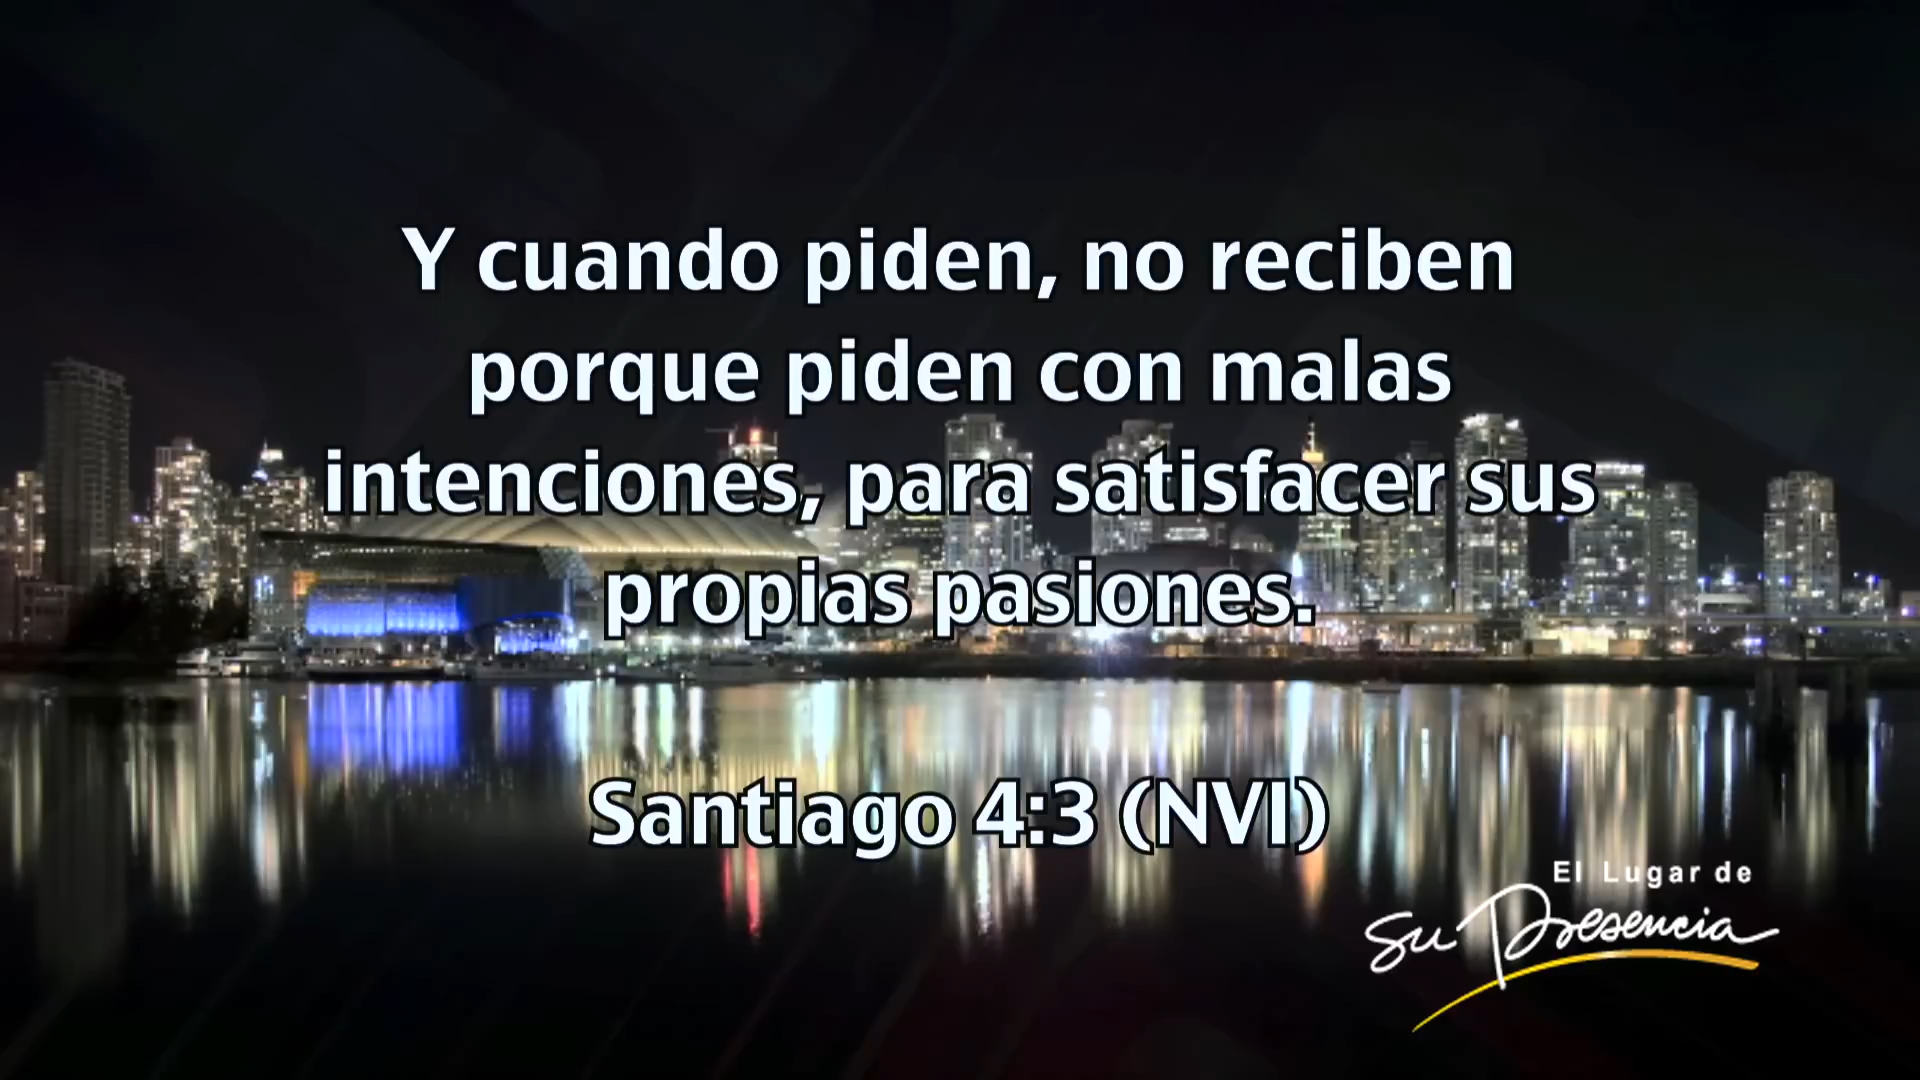 Y cuando piden, no reciben
porque piden con malas
intenciones, para satisfacer sus
propias pasiones.
Santiago 4:3 (NVI)
El Lugar de
Su Presencia